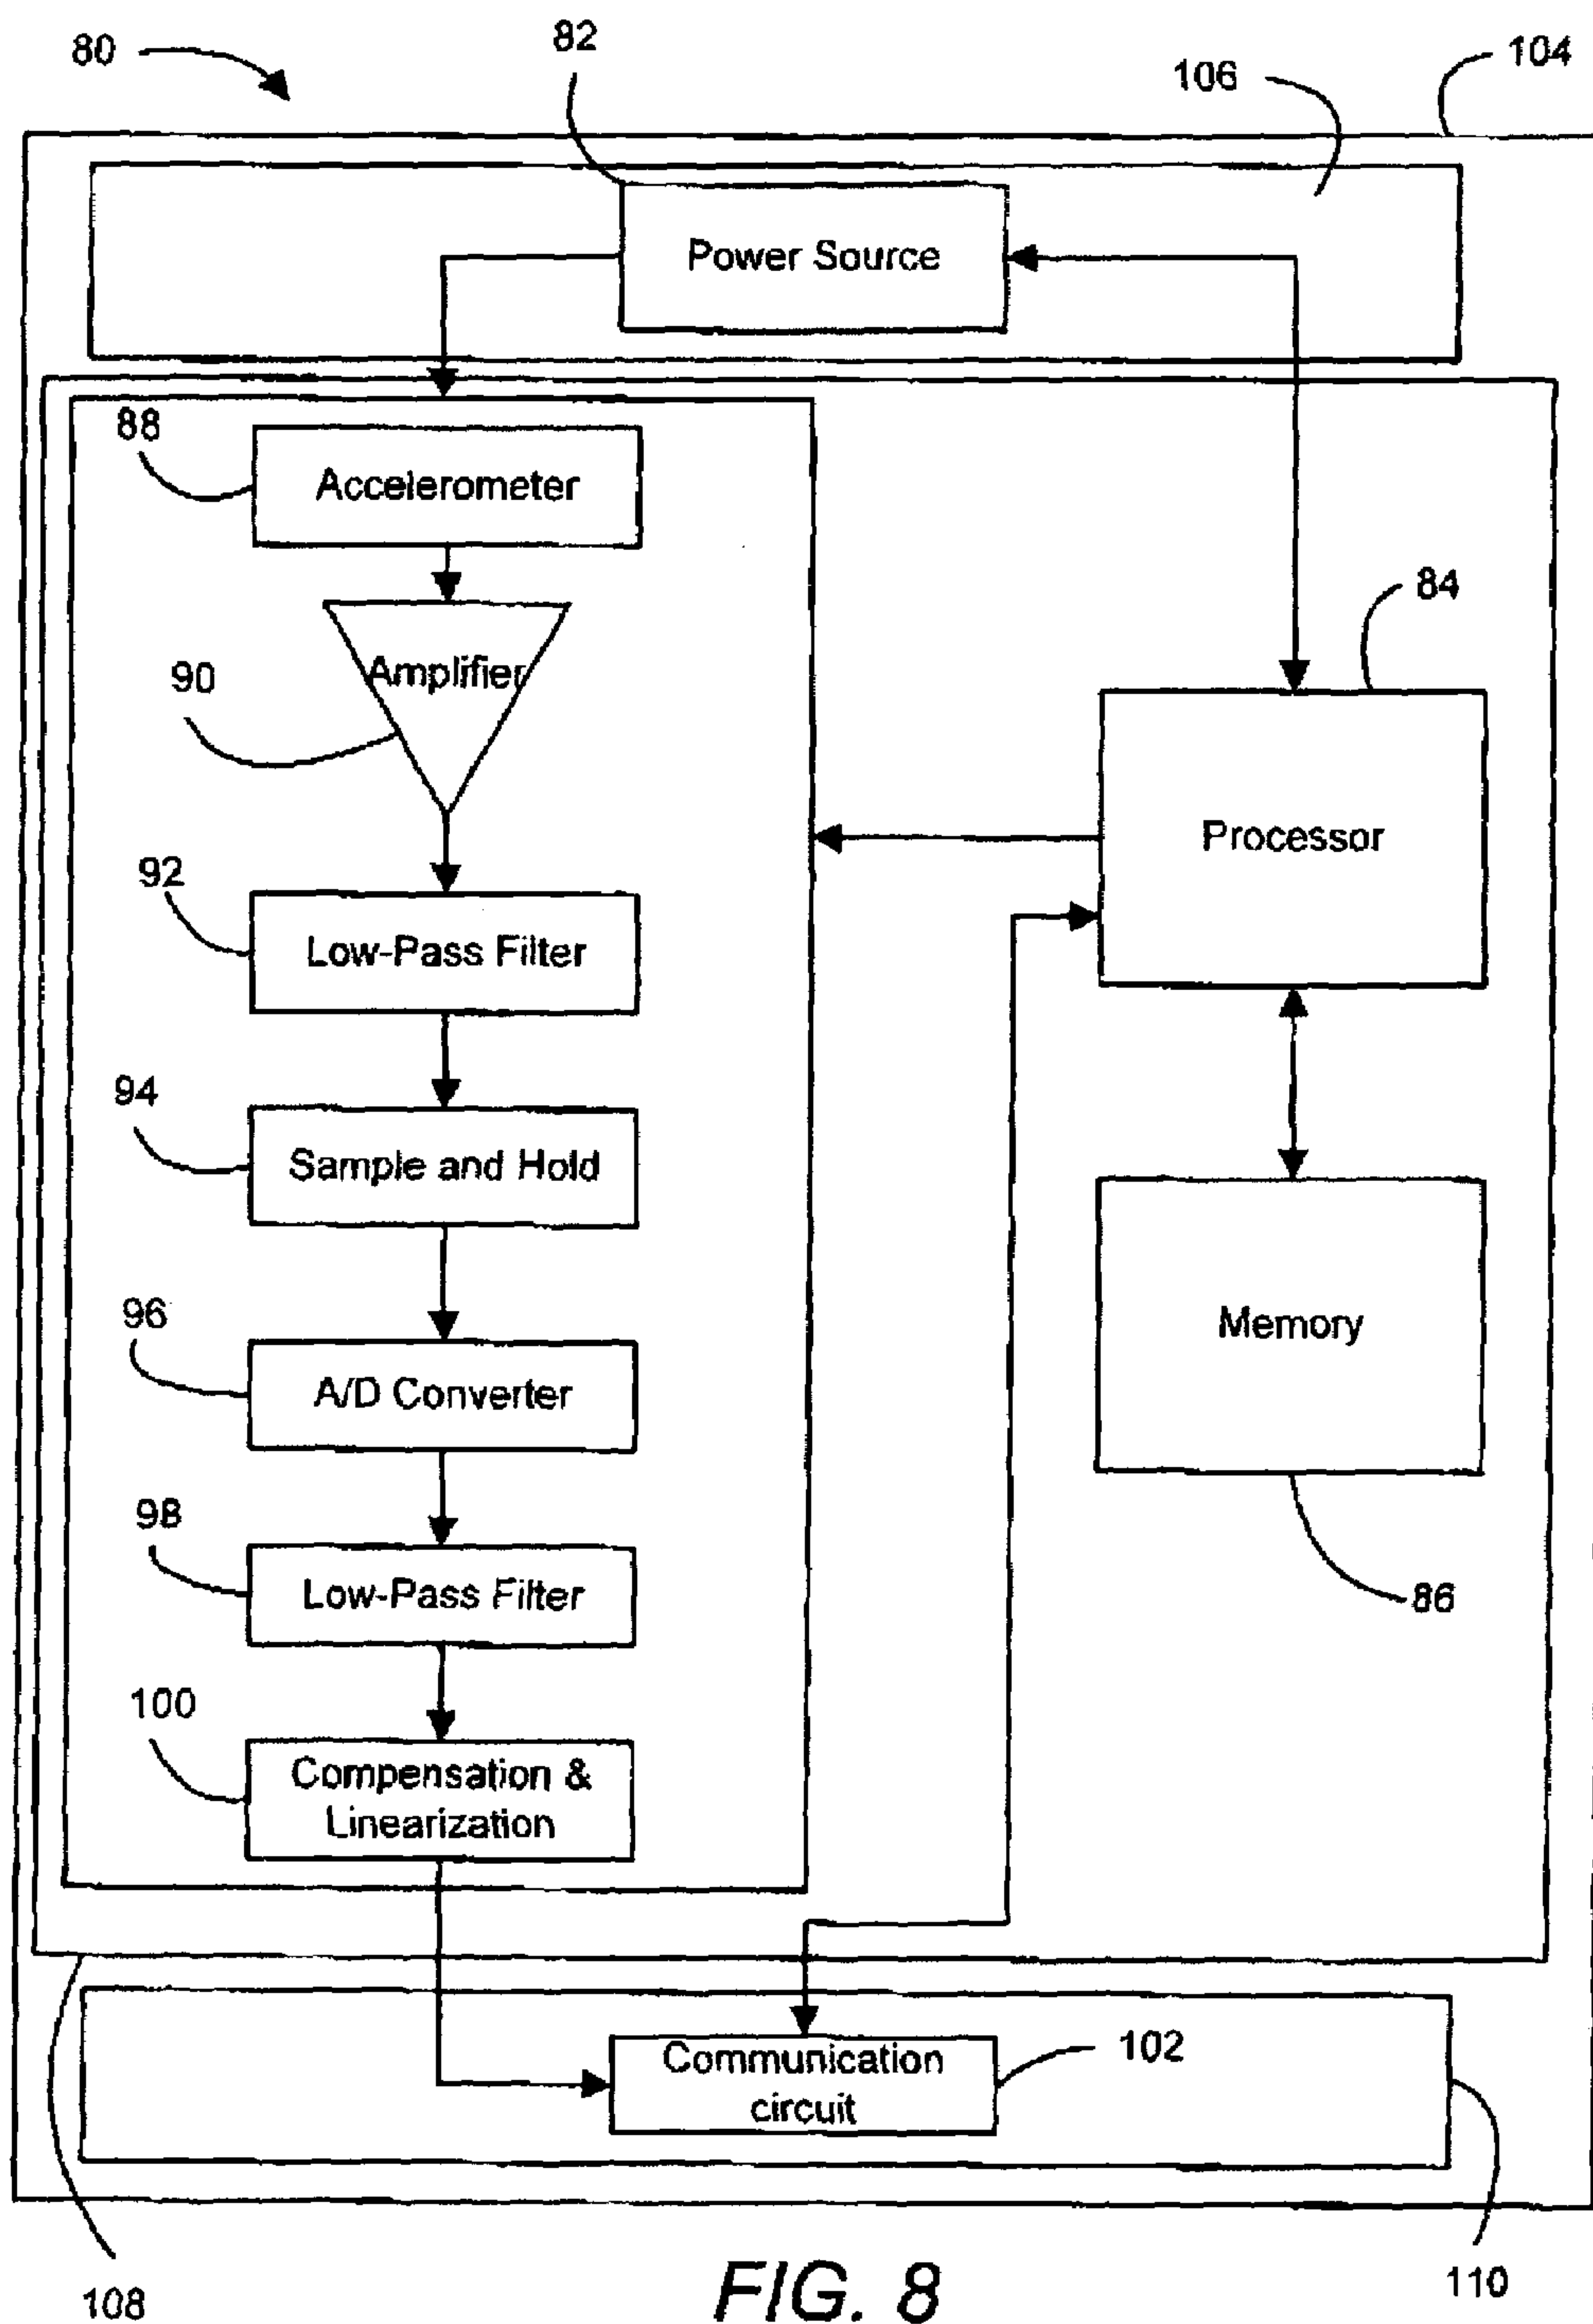 80
82
106
104
Power Source
88
Accelerometer
84
90
Amplifier
Processor
92
Low-Pass Filter
94
Sample and Hold
Memory
96
A/D Converter
98
Low-Pass Filter
86
100
Compensation &
Linearization
Communication
circuit
102
108
110
FIG. 8